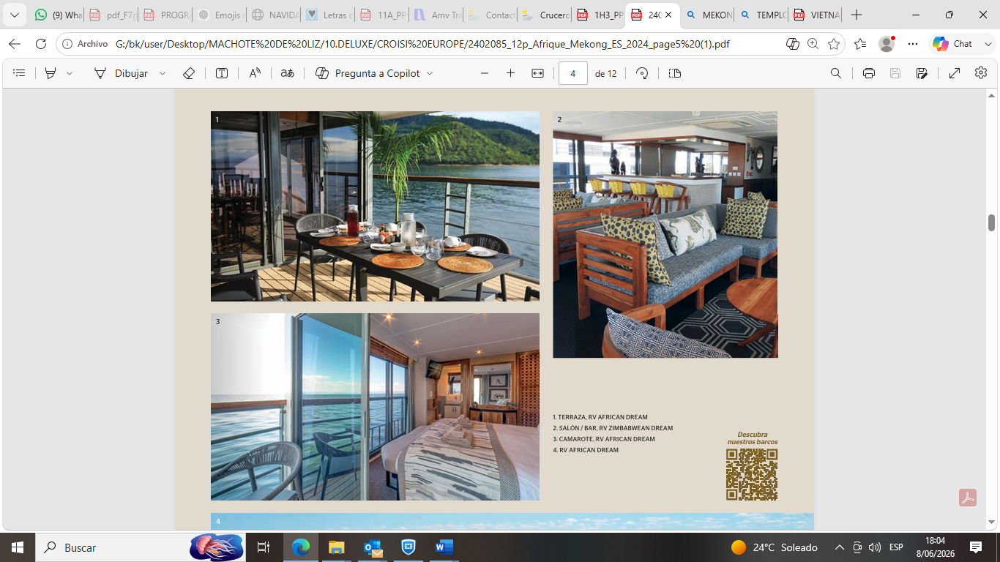 (9) Wha
pdf_F7c
PROGR
Emojis
NAVIDA
Letras c
11A_PP
Amv Tra
Contact
Crucero
1H3_PP
240
MEKON
TEMPLO
VIETNA
Archivo
G:/bk/user/Desktop/MACHOTE%20DE%20LIZ/10.DELUXE/CROISI%20EUROPE/2402085_12p_Afrique_Mekong_ES_2024_page5%20(1).pdf
Chat
Dibujar
aあ
Pregunta a Copilot
4
de 12
1
2
3
1. TERRAZA, RV AFRICAN DREAM
2. SALÓN / BAR, RV ZIMBABWEAN DREAM
3. CAMAROTE, RV AFRICAN DREAM
4. RV AFRICAN DREAM
Descubra
nuestros barcos
4
Buscar
24°C Soleado
ESP
18:04
8/06/2026